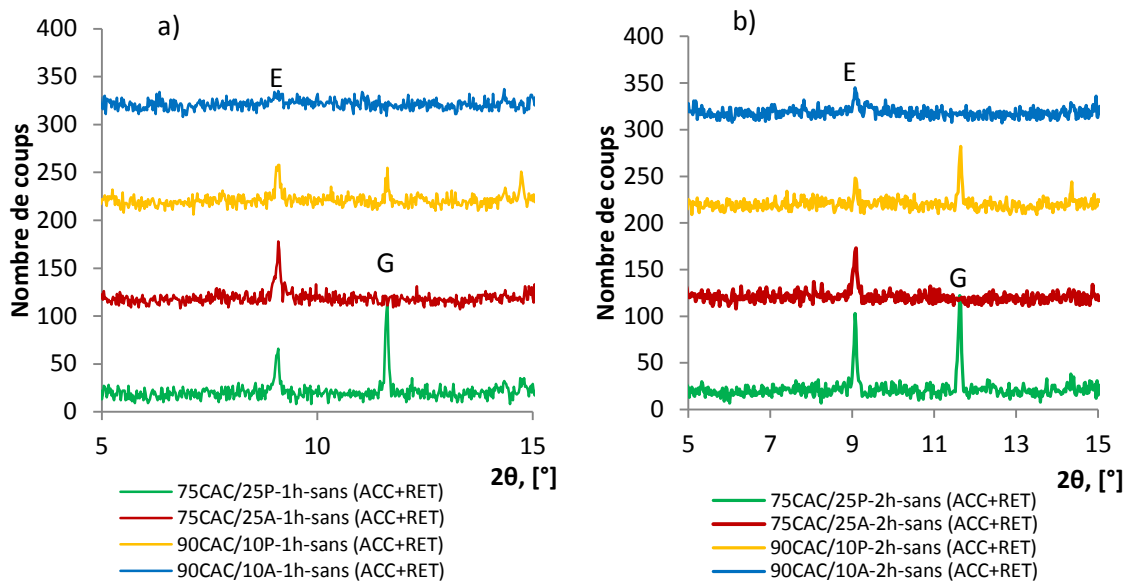 a)
400
350
300
250
200
150
100
50
0
Nombre de coups
E
G
5
10
15
2θ, [°]
75CAC/25P-1h-sans (ACC+RET)
75CAC/25A-1h-sans (ACC+RET)
90CAC/10P-1h-sans (ACC+RET)
90CAC/10A-1h-sans (ACC+RET)
b)
400
350
300
250
200
150
100
50
0
Nombre de coups
E
G
5
7
9
11
13
15
2θ, [°]
75CAC/25P-2h-sans (ACC+RET)
75CAC/25A-2h-sans (ACC+RET)
90CAC/10P-2h-sans (ACC+RET)
90CAC/10A-2h-sans (ACC+RET)